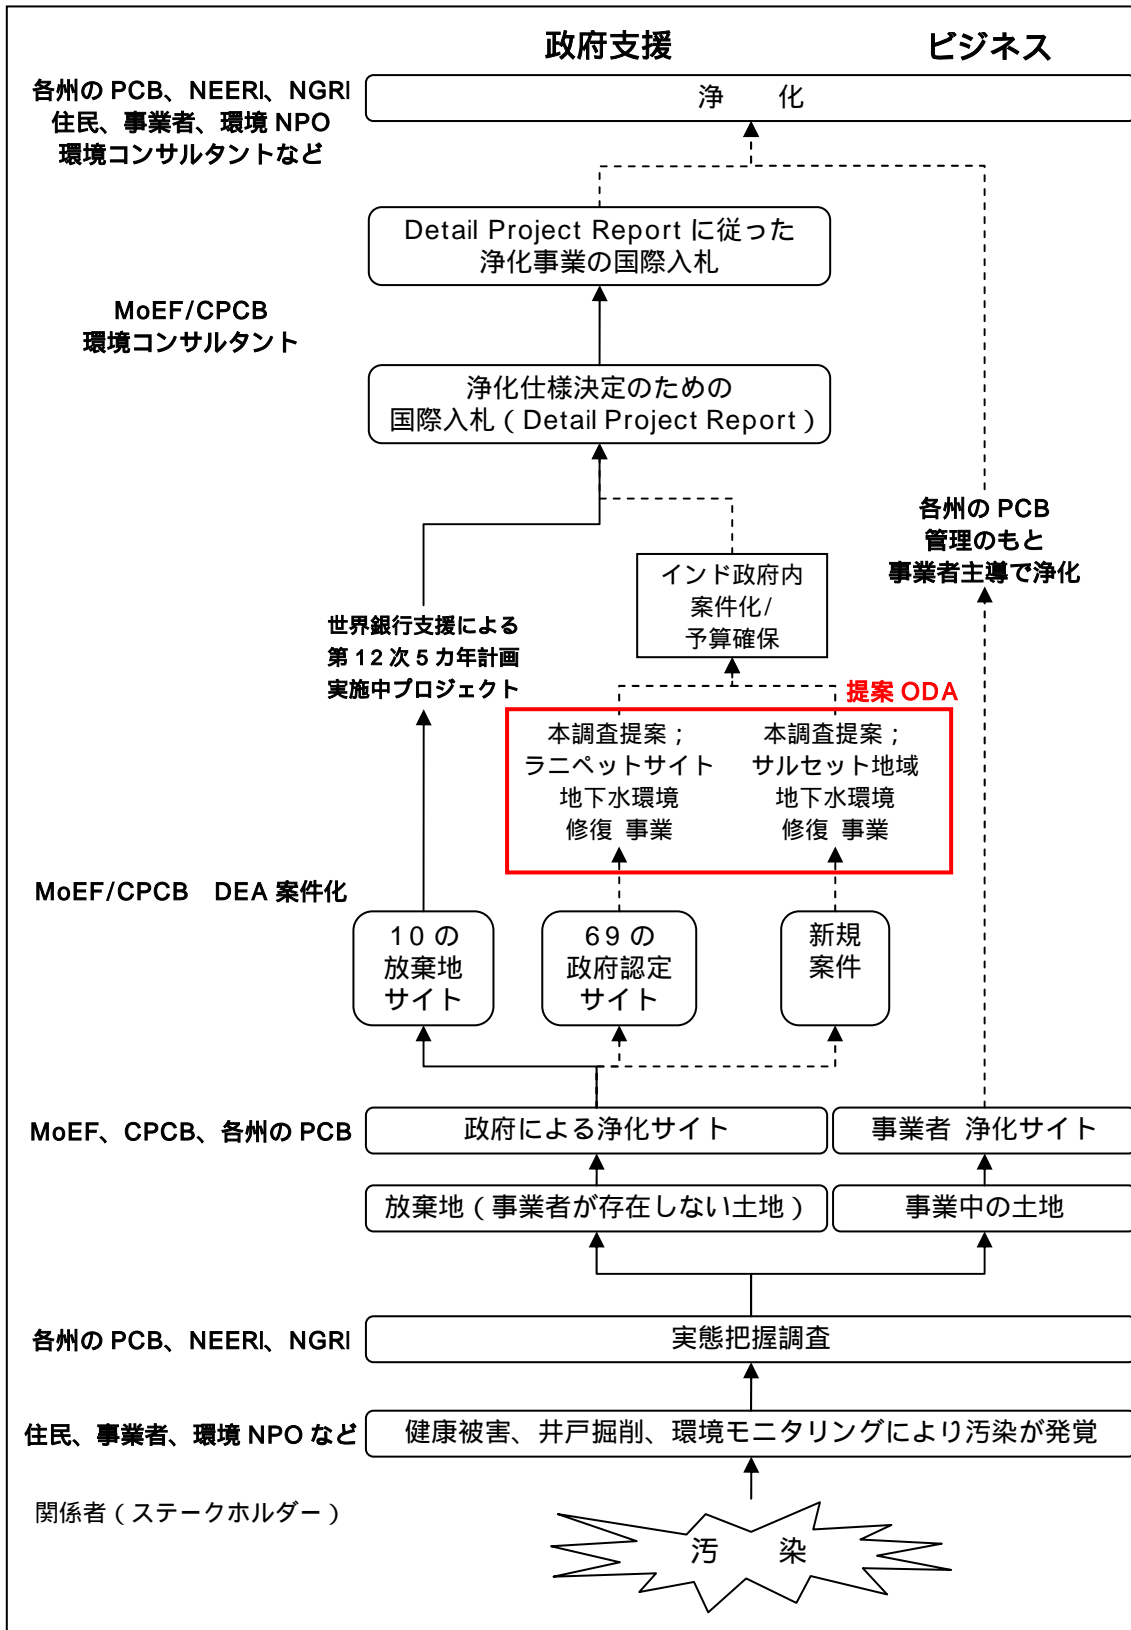 政府支援
ビジネス
各州の PCB、NEERI、NGRI
住民、事業者、環境 NPO
環境コンサルタントなど
浄　化
Detail Project Report に従った
浄化事業の国際入札
MoEF/CPCB
環境コンサルタント
浄化仕様決定のための
国際入札（Detail Project Report）
各州の PCB
管理のもと
事業者主導で浄化
インド政府内
案件化/
予算確保
世界銀行支援による
第12次5カ年計画
実施中プロジェクト
提案 ODA
本調査提案；
ラニペットサイト
地下水環境
修復 事業
本調査提案；
サルセット地域
地下水環境
修復 事業
MoEF/CPCB　DEA 案件化
10 の
放棄地
サイト
69 の
政府認定
サイト
新規
案件
MoEF、CPCB、各州の PCB
政府による浄化サイト
事業者 浄化サイト
放棄地（事業者が存在しない土地）
事業中の土地
各州の PCB、NEERI、NGRI
実態把握調査
住民、事業者、環境 NPO など
健康被害、井戸掘削、環境モニタリングにより汚染が発覚
関係者（ステークホルダー）
汚　染